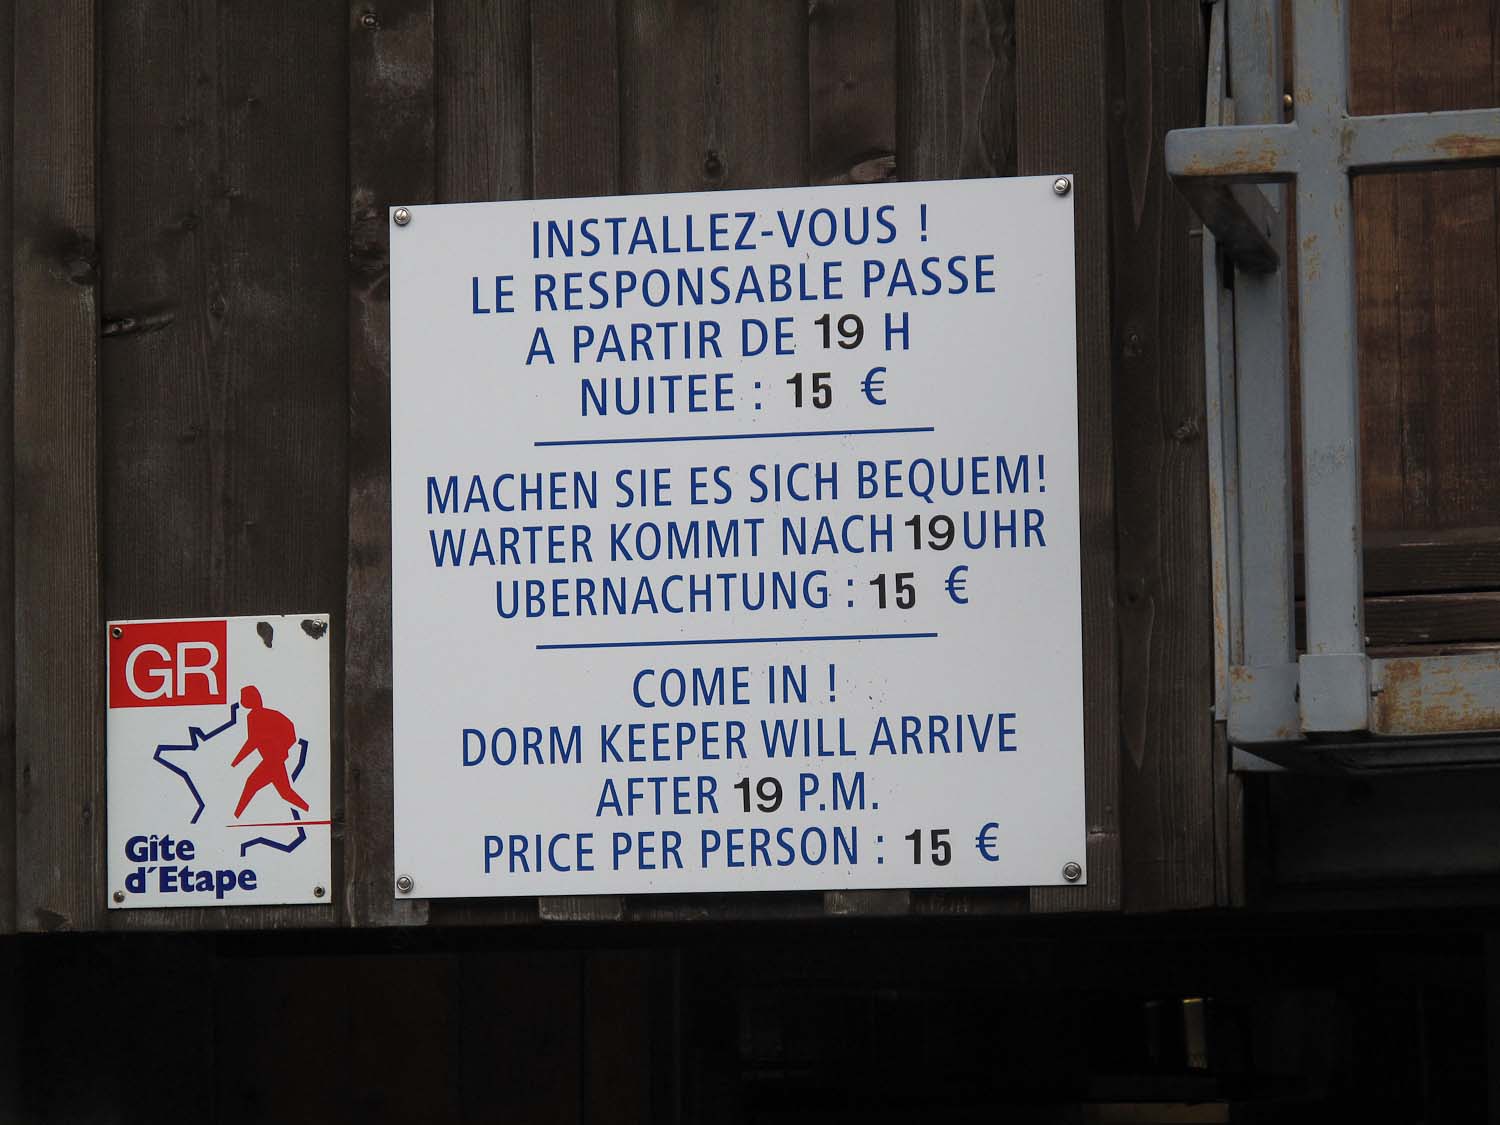 INSTALLEZ-VOUS !
LE RESPONSABLE PASSE
A PARTIR DE 19 H
NUITEE : 15 €
MACHEN SIE ES SICH BEQUEM!
WARTER KOMMT NACH 19 UHR
UBERNACHTUNG : 15 €
COME IN !
DORM KEEPER WILL ARRIVE
AFTER 19 P.M.
PRICE PER PERSON : 15 €
GR
Gîte
d'Etape